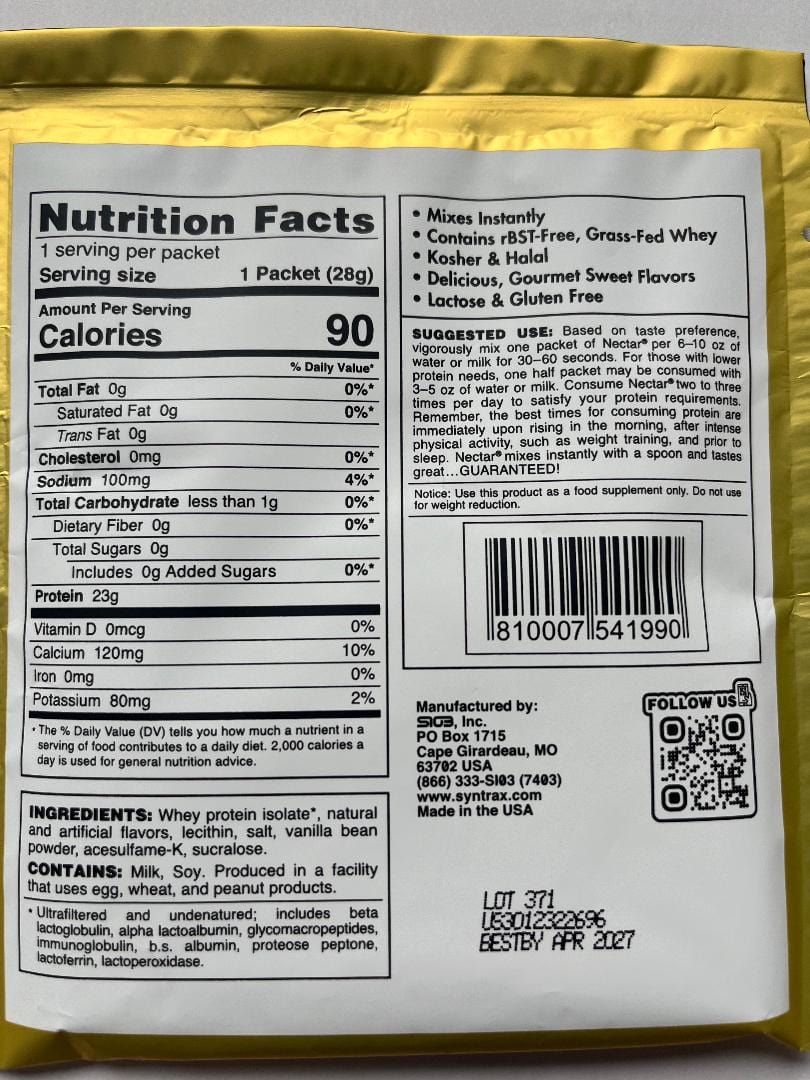 Nutrition Facts
1 serving per packet
Serving size 1 Packet (28g)
Amount Per Serving
Calories 90
% Daily Value*
Total Fat 0g 0%*
Saturated Fat 0g 0%*
Trans Fat 0g
Cholesterol 0mg 0%*
Sodium 100mg 4%*
Total Carbohydrate less than 1g 0%*
Dietary Fiber 0g 0%*
Total Sugars 0g
Includes 0g Added Sugars 0%*
Protein 23g
Vitamin D 0mcg 0%
Calcium 120mg 10%
Iron 0mg 0%
Potassium 80mg 2%
* The % Daily Value (DV) tells you how much a nutrient in a
serving of food contributes to a daily diet. 2,000 calories a
day is used for general nutrition advice.
INGREDIENTS: Whey protein isolate*, natural
and artificial flavors, lecithin, salt, vanilla bean
powder, acesulfame-K, sucralose.
CONTAINS: Milk, Soy. Produced in a facility
that uses egg, wheat, and peanut products.
* Ultrafiltered and undenatured; includes beta
lactoglobulin, alpha lactoalbumin, glycomacropeptides,
immunoglobulin, b.s. albumin, proteose peptone,
lactoferrin, lactoperoxidase.
• Mixes Instantly
• Contains rBST-Free, Grass-Fed Whey
• Kosher & Halal
• Delicious, Gourmet Sweet Flavors
• Lactose & Gluten Free
SUGGESTED USE: Based on taste preference,
vigorously mix one packet of Nectar® per 6–10 oz of
water or milk for 30–60 seconds. For those with lower
protein needs, one half packet may be consumed with
3–5 oz of water or milk. Consume Nectar® two to three
times per day to satisfy your protein requirements.
Remember, the best times for consuming protein are
immediately upon rising in the morning, after intense
physical activity, such as weight training, and prior to
sleep. Nectar® mixes instantly with a spoon and tastes
great...GUARANTEED!
Notice: Use this product as a food supplement only. Do not use
for weight reduction.
810007 541990
Manufactured by:
SI03, Inc.
PO Box 1715
Cape Girardeau, MO
63702 USA
(866) 333-SI03 (7403)
www.syntrax.com
Made in the USA
FOLLOW US
LOT 371
U63012322696
BESTBY APR 2027